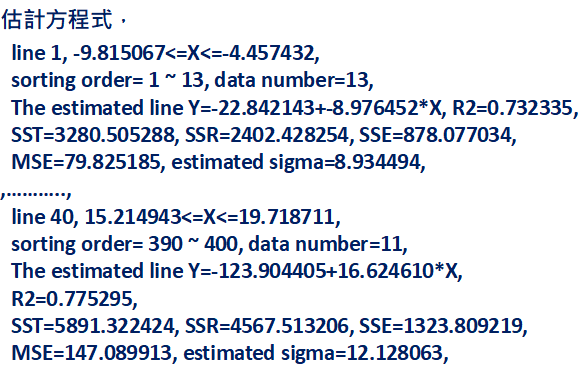 估計方程式，
line 1, -9.815067<=X<=-4.457432,
sorting order= 1 ~ 13, data number=13,
The estimated line Y=-22.842143+-8.976452*X, R2=0.732335,
SST=3280.505288, SSR=2402.428254, SSE=878.077034,
MSE=79.825185, estimated sigma=8.934494,
,………..,
line 40, 15.214943<=X<=19.718711,
sorting order= 390 ~ 400, data number=11,
The estimated line Y=-123.904405+16.624610*X,
R2=0.775295,
SST=5891.322424, SSR=4567.513206, SSE=1323.809219,
MSE=147.089913, estimated sigma=12.128063,